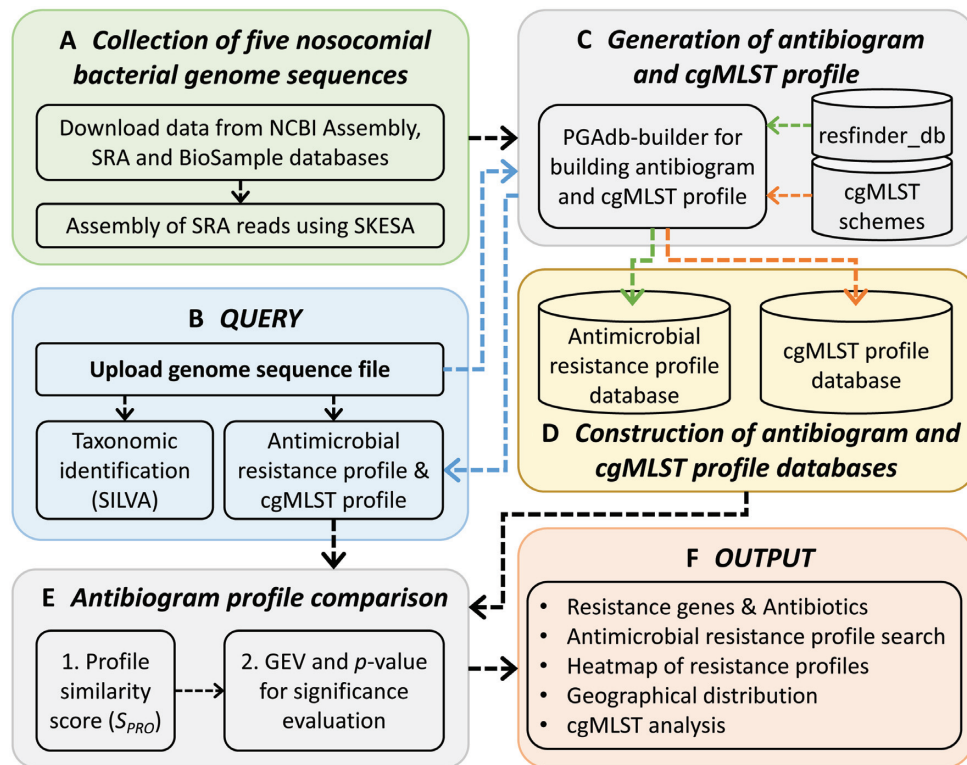 A Collection of five nosocomial
bacterial genome sequences
Download data from NCBI Assembly,
SRA and BioSample databases
Assembly of SRA reads using SKESA
B QUERY
Upload genome sequence file
Taxonomic
identification
(SILVA)
Antimicrobial
resistance profile &
cgMLST profile
C Generation of antibiogram
and cgMLST profile
PGAdb-builder for
building antibiogram
and cgMLST profile
resfinder_db
cgMLST
schemes
Antimicrobial
resistance profile
database
cgMLST profile
database
D Construction of antibiogram and
cgMLST profile databases
E Antibiogram profile comparison
1. Profile
similarity
score (SPRO)
2. GEV and p-value
for significance
evaluation
F OUTPUT
• Resistance genes & Antibiotics
• Antimicrobial resistance profile search
• Heatmap of resistance profiles
• Geographical distribution
• cgMLST analysis